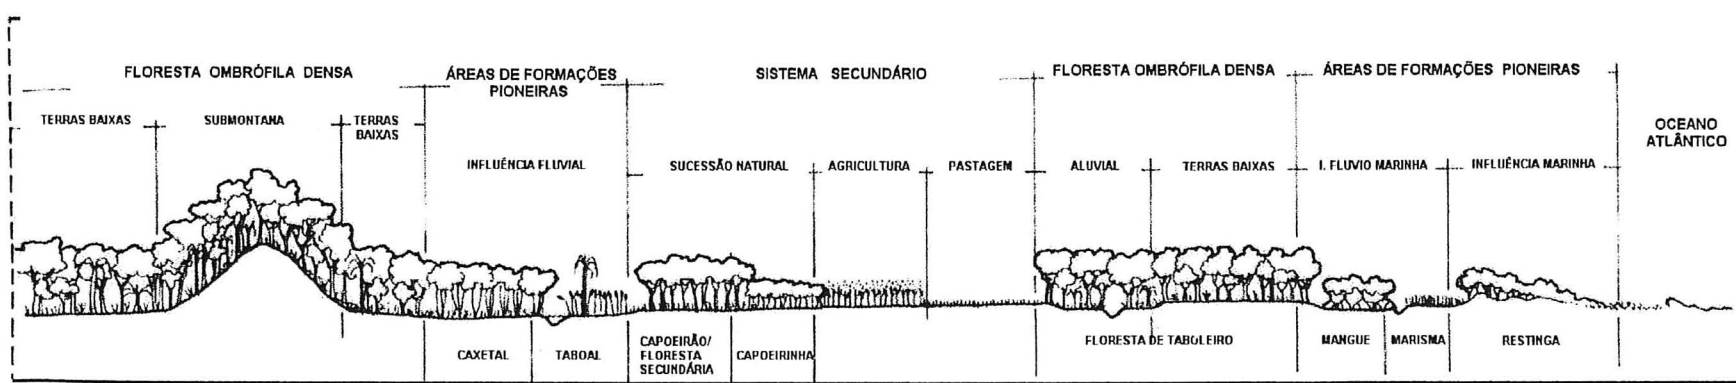 FLORESTA OMBRÓFILA DENSA
ÁREAS DE FORMAÇÕES
PIONEIRAS
SISTEMA SECUNDÁRIO
FLORESTA OMBRÓFILA DENSA
ÁREAS DE FORMAÇÕES PIONEIRAS
TERRAS BAIXAS
SUBMONTANA
TERRAS
BAIXAS
OCEANO
ATLÂNTICO
INFLUÊNCIA FLUVIAL
SUCESSÃO NATURAL
AGRICULTURA
PASTAGEM
ALUVIAL
TERRAS BAIXAS
I. FLUVIO MARINHA
INFLUÊNCIA MARINHA
CAXETAL
TABOAL
CAPOEIRÃO/
FLORESTA
SECUNDÁRIA
CAPOEIRINHA
FLORESTA DE TABOLEIRO
MANGUE
MARISMA
RESTINGA